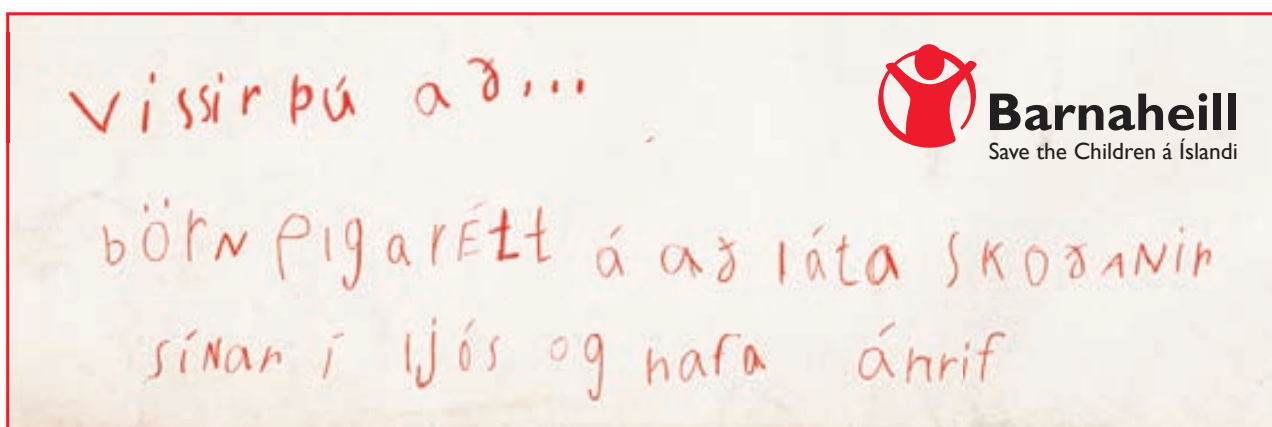 Vissir þú að...
Barnaheill
Save the Children á Íslandi
börn eiga rétt á að láta skoðanir
sínar í ljós og hafa áhrif